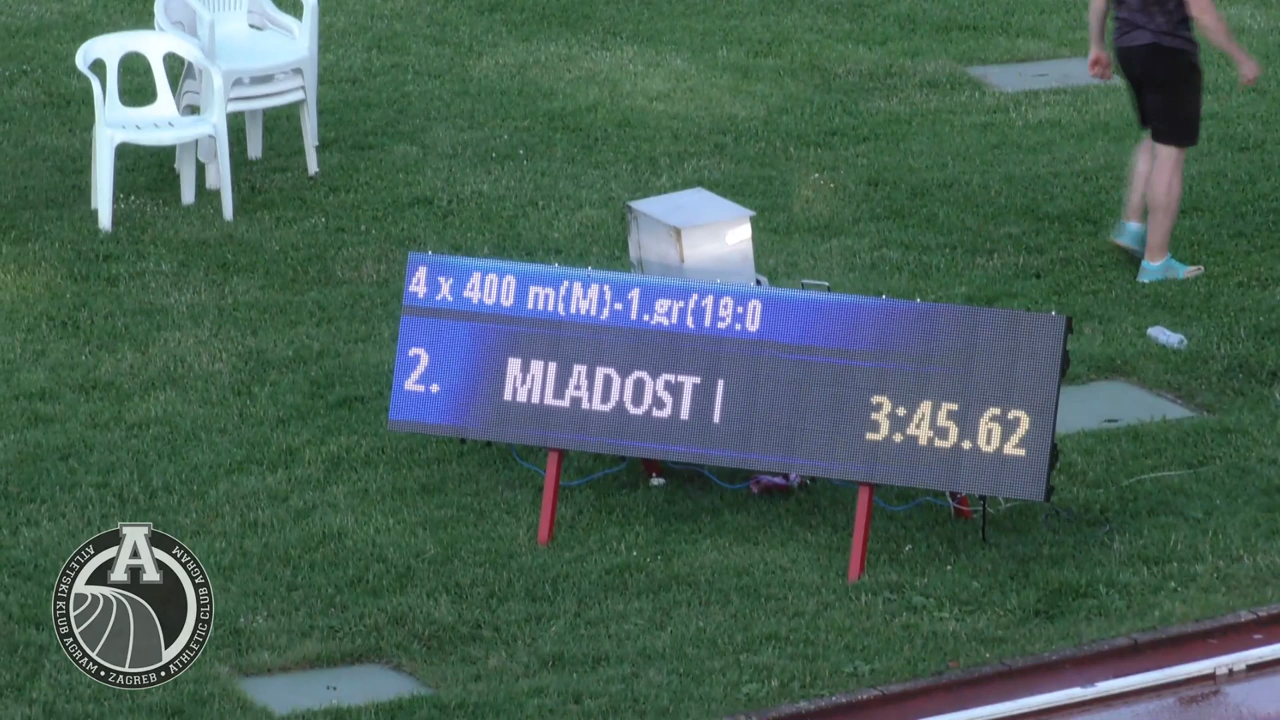 4 x 400 m(M)-1.gr(19:0
2. MLADOST I 3:45.62
A
ATLETSKI KLUB AGRAM • ZAGREB • ATHLETIC CLUB AGRAM